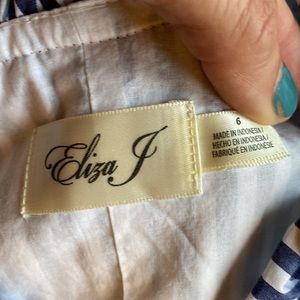 Eliza J
6
MADE IN INDONESIA /
HECHO EN INDONESIA /
FABRIQUÉ EN INDONÉSIE